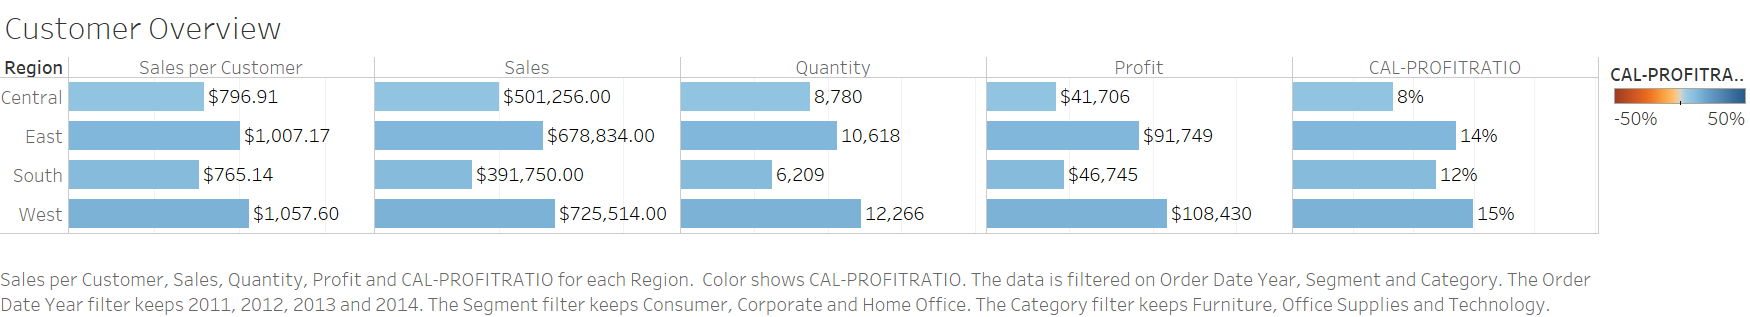 Customer Overview
Region Sales per Customer Sales Quantity Profit CAL-PROFITRATIO
Central $796.91 $501,256.00 8,780 $41,706 8%
East $1,007.17 $678,834.00 10,618 $91,749 14%
South $765.14 $391,750.00 6,209 $46,745 12%
West $1,057.60 $725,514.00 12,266 $108,430 15%
CAL-PROFITRA..
-50% 50%
Sales per Customer, Sales, Quantity, Profit and CAL-PROFITRATIO for each Region.  Color shows CAL-PROFITRATIO. The data is filtered on Order Date Year, Segment and Category. The Order
Date Year filter keeps 2011, 2012, 2013 and 2014. The Segment filter keeps Consumer, Corporate and Home Office. The Category filter keeps Furniture, Office Supplies and Technology.